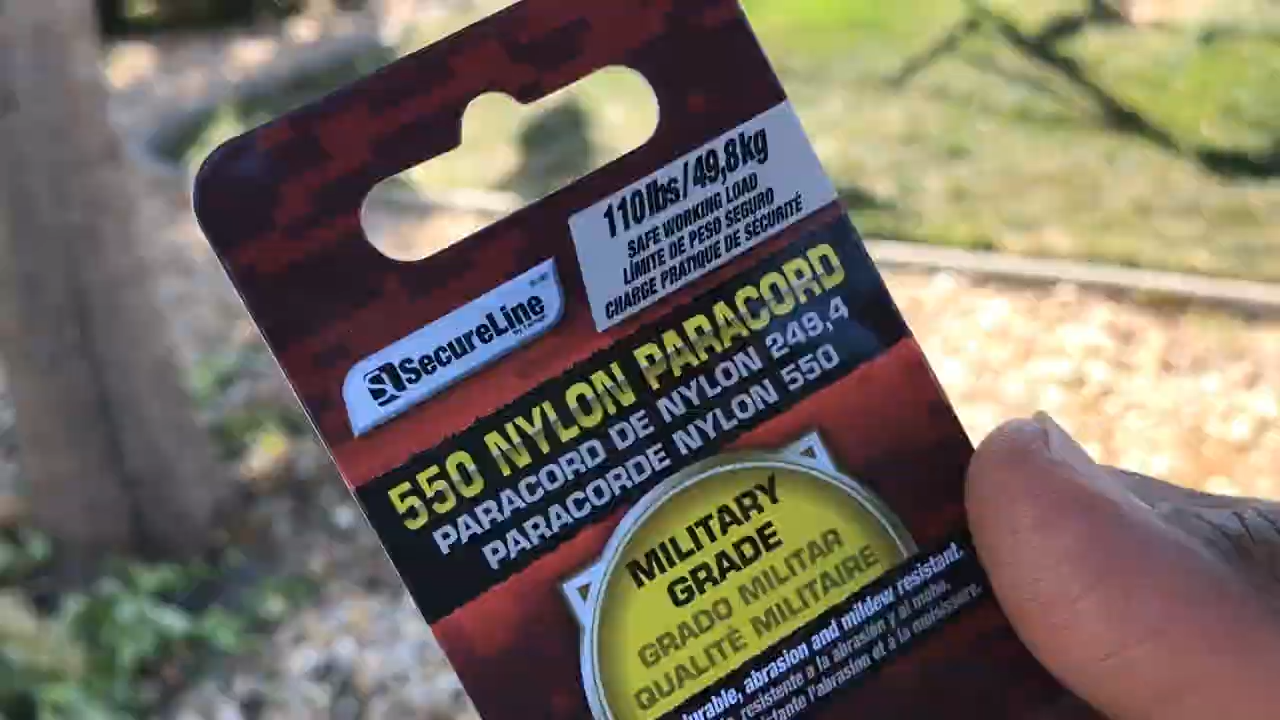 110lbs/49,8kg
SAFE WORKING LOAD
LÍMITE DE PESO SEGURO
CHARGE PRATIQUE DE SÉCURITÉ
SecureLine
550 NYLON PARACORD
PARACORD DE NYLON 249,4
PARACORDE NYLON 550
MILITARY
GRADE
GRADO MILITAR
QUALITÉ MILITAIRE
abrasion and mildew resistant.
resistente a la abrasión y al moho.
l'abrasion et à la moisissure.